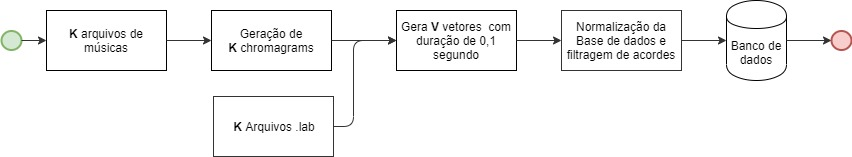 K arquivos de
músicas
Geração de
K chromagrams
K Arquivos .lab
Gera V vetores com
duração de 0,1
segundo
Normalização da
Base de dados e
filtragem de acordes
Banco de
dados